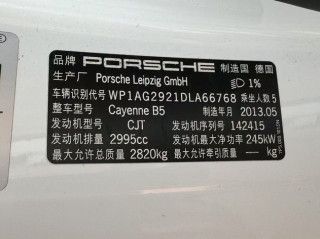 品牌 PORSCHE 制造国 德国
生产厂 Porsche Leipzig GmbH 1%
车辆识别代号 WP1AG2921DLA66768 乘坐人数 5
整车型号 Cayenne B5 制造年月 2013.05
发动机型号 CJT 发动机号 142415
发动机排量 2995cc 发动机最大净功率 245kW
最大允许总质量 2820kg 最大允许牵引质量 — kg